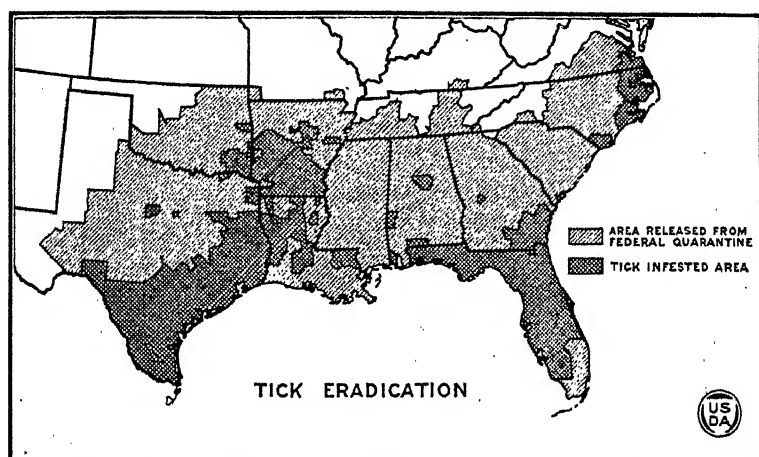 AREA RELEASED FROM
FEDERAL QUARANTINE
TICK INFESTED AREA
TICK ERADICATION
US
DA